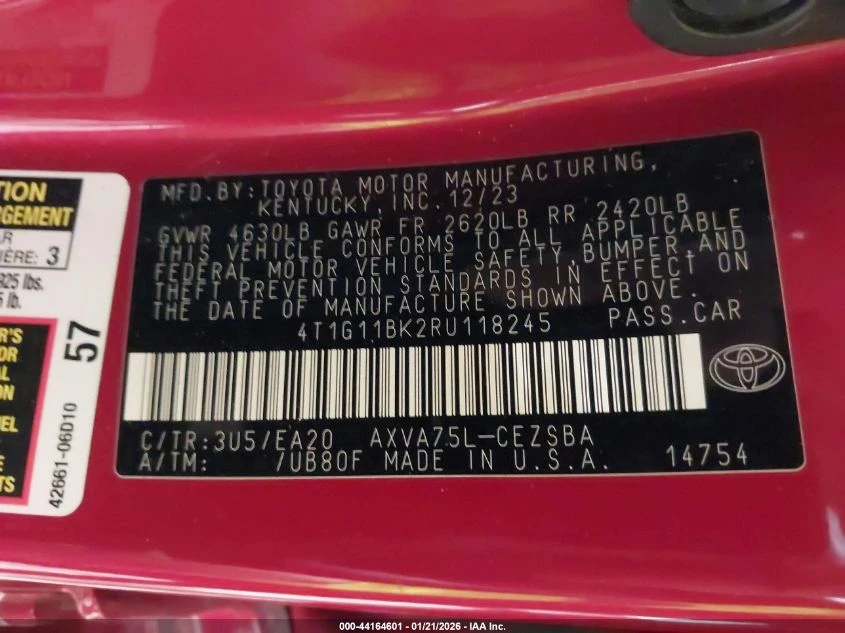 MFD.BY:TOYOTA MOTOR MANUFACTURING,
KENTUCKY,INC.12/23
GVWR 4630LB GAWR FR 2620LB RR 2420LB
THIS VEHICLE CONFORMS TO ALL APPLICABLE
FEDERAL MOTOR VEHICLE SAFETY,BUMPER,AND
THEFT PREVENTION STANDARDS IN EFFECT ON
THE DATE OF MANUFACTURE SHOWN ABOVE.
4T1G11BK2RU118245 PASS.CAR
C/TR:3U5/EA20 AXVA75L-CEZSBA
A/TM: 7UB80F MADE IN U.S.A. 14754
3
lbs.
lb.
57
42661-06D10
000-44164601 - 01/21/2026 - IAA Inc.